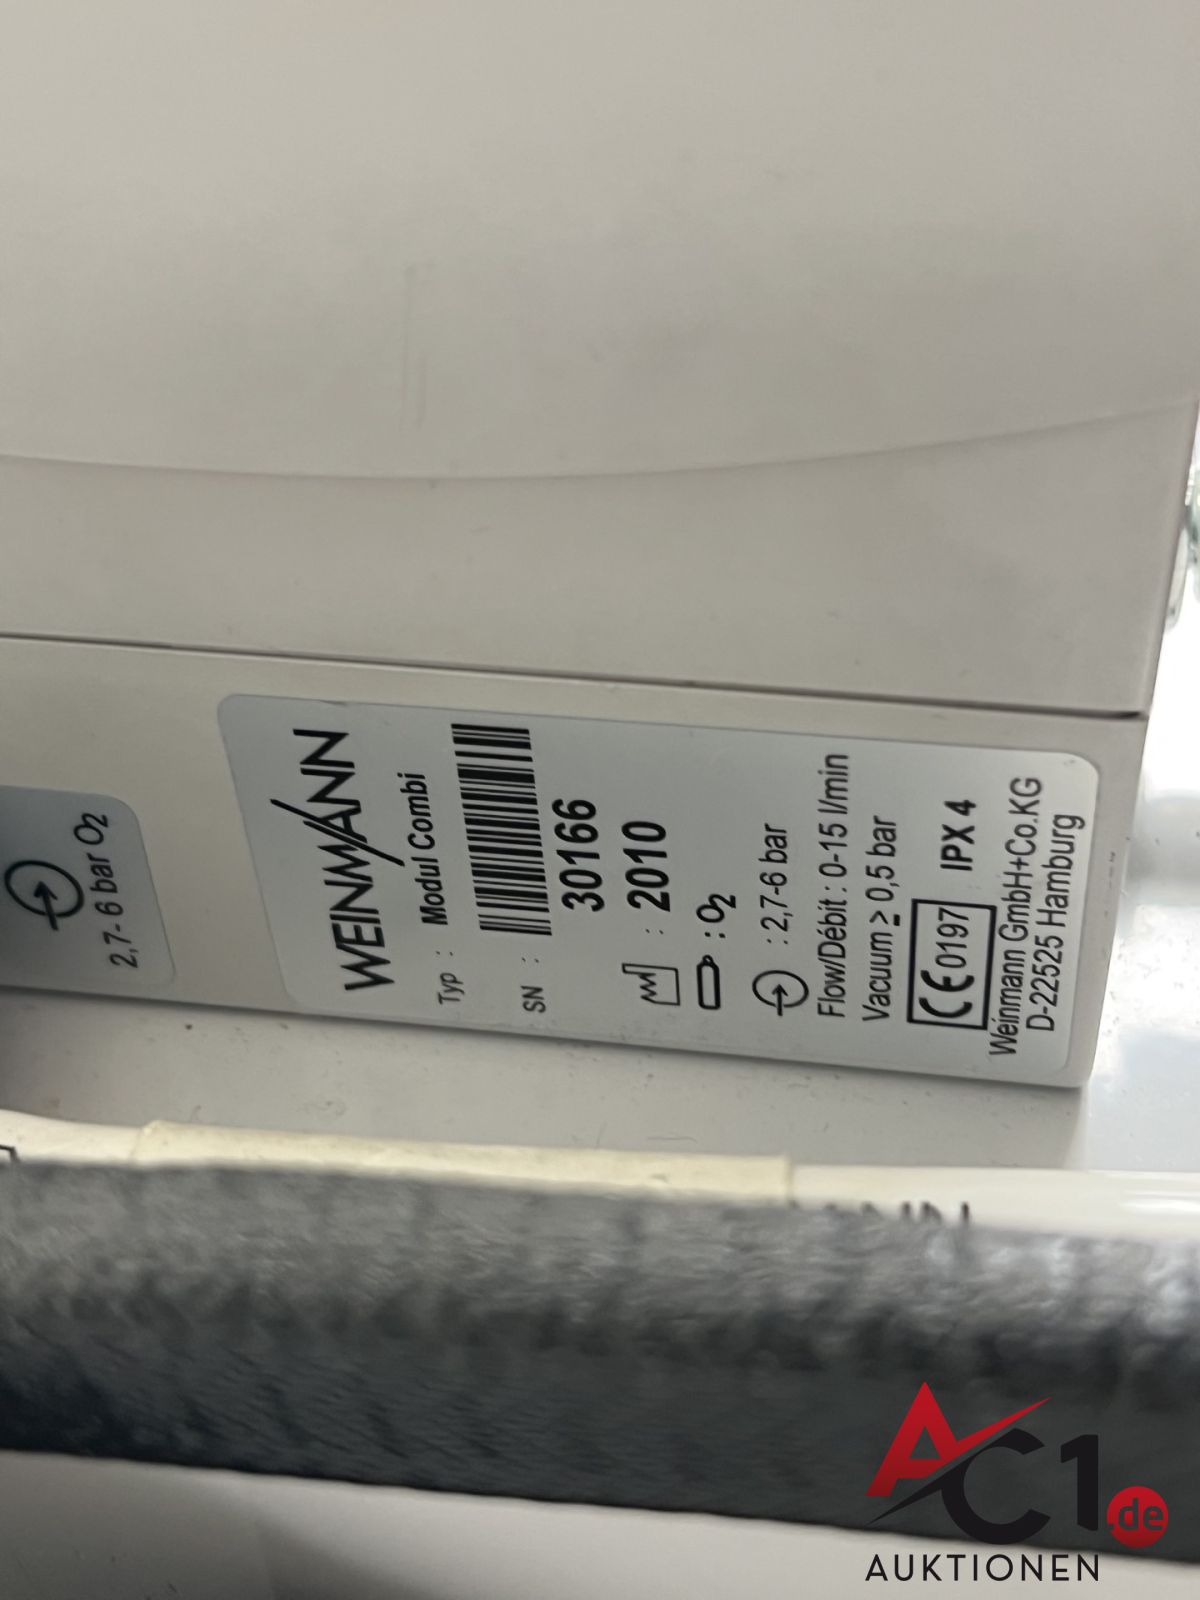 2,7- 6 bar O2
WEINMANN
Typ : Modul Combi
SN : 30166
: 2010
: O2
: 2,7-6 bar
Flow/Débit : 0-15 l/min
Vacuum ≥ 0,5 bar
CE0197 IPX 4
Weinmann GmbH+Co.KG
D-22525 Hamburg
AC1.de
AUKTIONEN